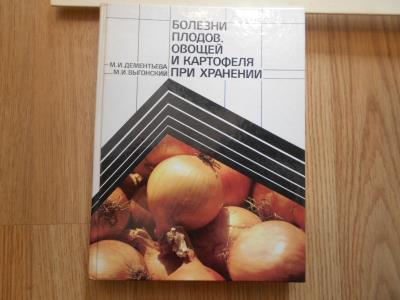 БОЛЕЗНИ
ПЛОДОВ,
ОВОЩЕЙ
И КАРТОФЕЛЯ
ПРИ ХРАНЕНИИ
М.И.ДЕМЕНТЬЕВА
М.И.ВЫГОНСКИЙ